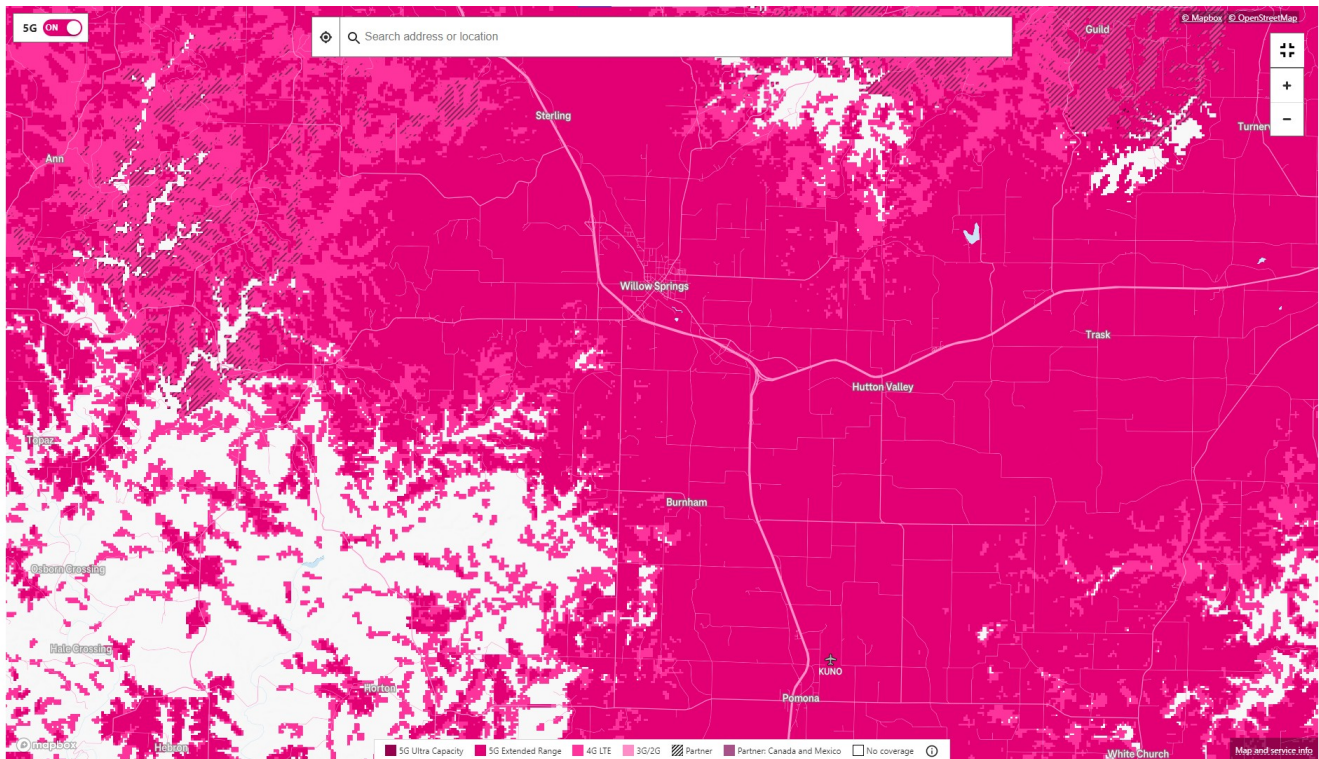 5G ON
Search address or location
© Mapbox © OpenStreetMap
Guild
Sterling
Turner
Ann
Willow Springs
Trask
Hutton Valley
Topaz
Burnham
Osborn Crossing
Hale Crossing
KUNO
Horton
Pomona
mapbox
Hebron
5G Ultra Capacity 5G Extended Range 4G LTE 3G/2G Partner Partner: Canada and Mexico No coverage
White Church
Map and service info